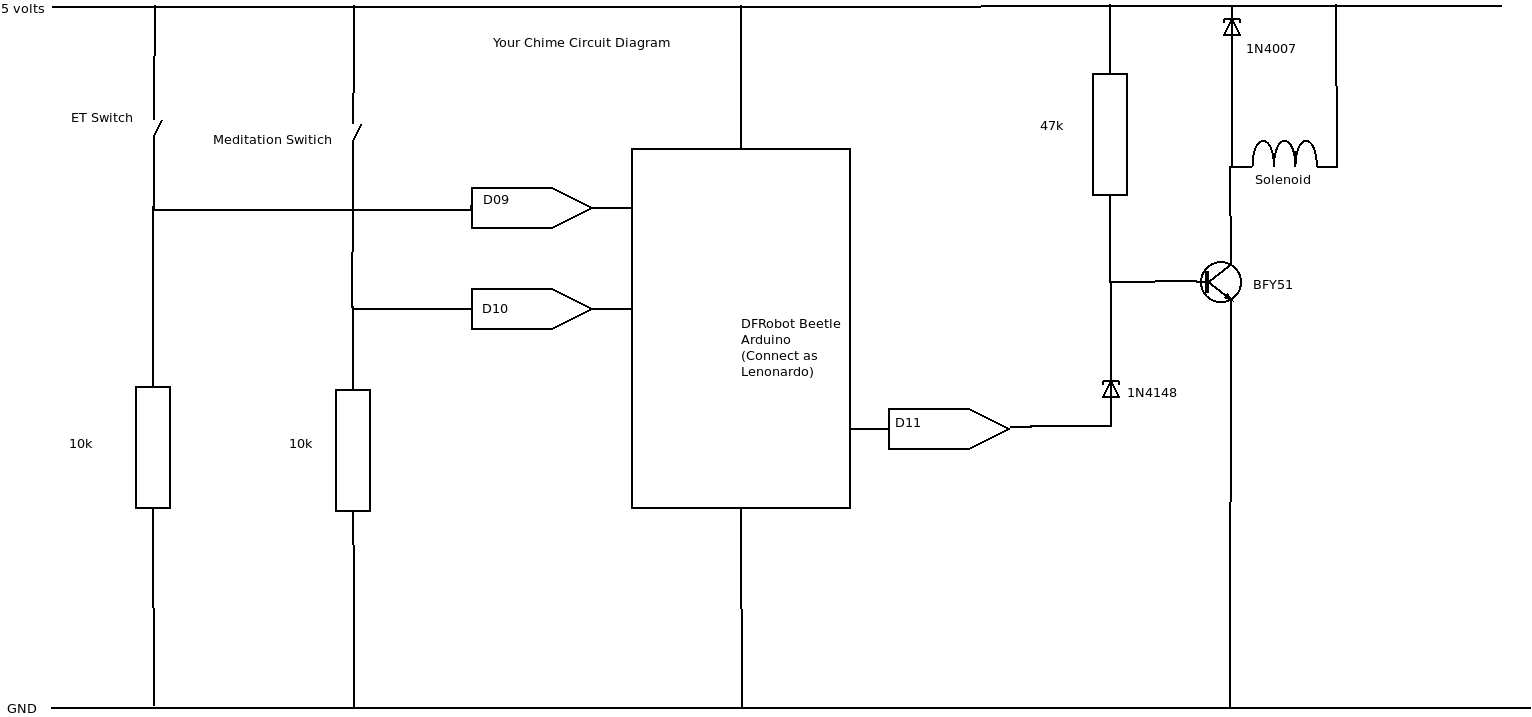 5 volts
Your Chime Circuit Diagram
1N4007
ET Switch
Meditation Switich
47k
Solenoid
D09
D10
BFY51
DFRobot Beetle
Arduino
(Connect as
Lenonardo)
1N4148
D11
10k
10k
GND